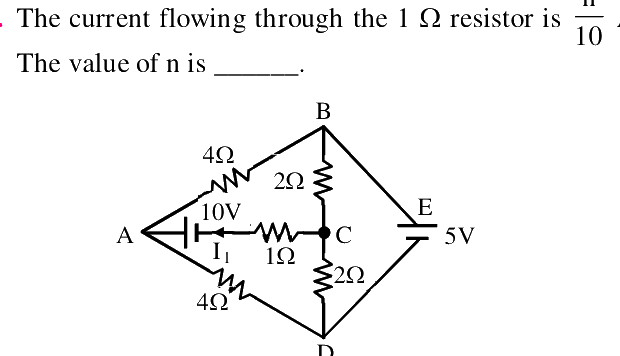 The current flowing through the 1 Ω resistor is n/10
The value of n is ______.
B
4Ω
2Ω
10V
E
A
C
5V
I₁
1Ω
2Ω
4Ω
D